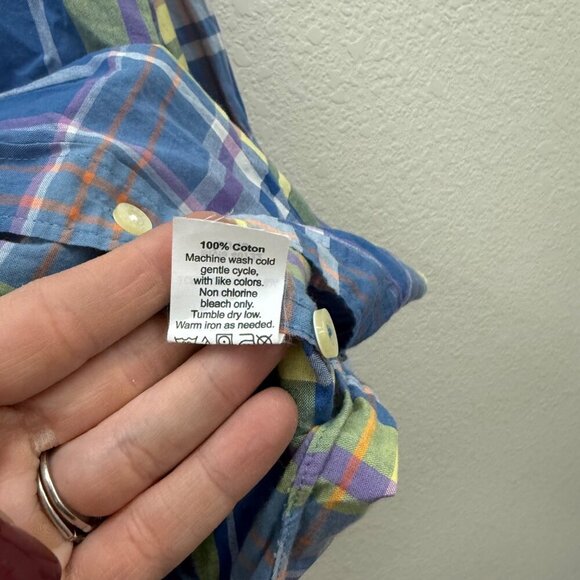 100% Coton
Machine wash cold
gentle cycle,
with like colors.
Non chlorine
bleach only.
Tumble dry low.
Warm iron as needed.